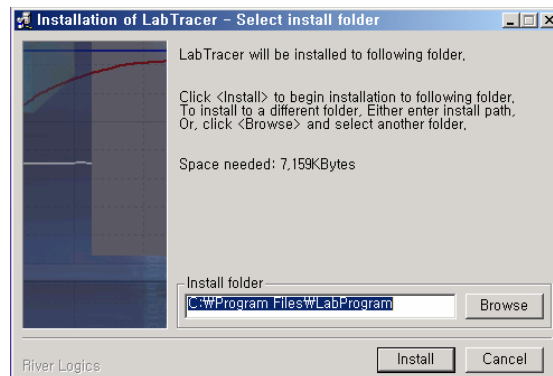 Installation of LabTracer - Select install folder
LabTracer will be installed to following folder,
Click <Install> to begin installation to following folder,
To install to a different folder, Either enter install path,
Or, click <Browse> and select another folder,
Space needed: 7,159KBytes
Install folder
C:₩Program Files₩LabProgram
Browse
River Logics
Install
Cancel